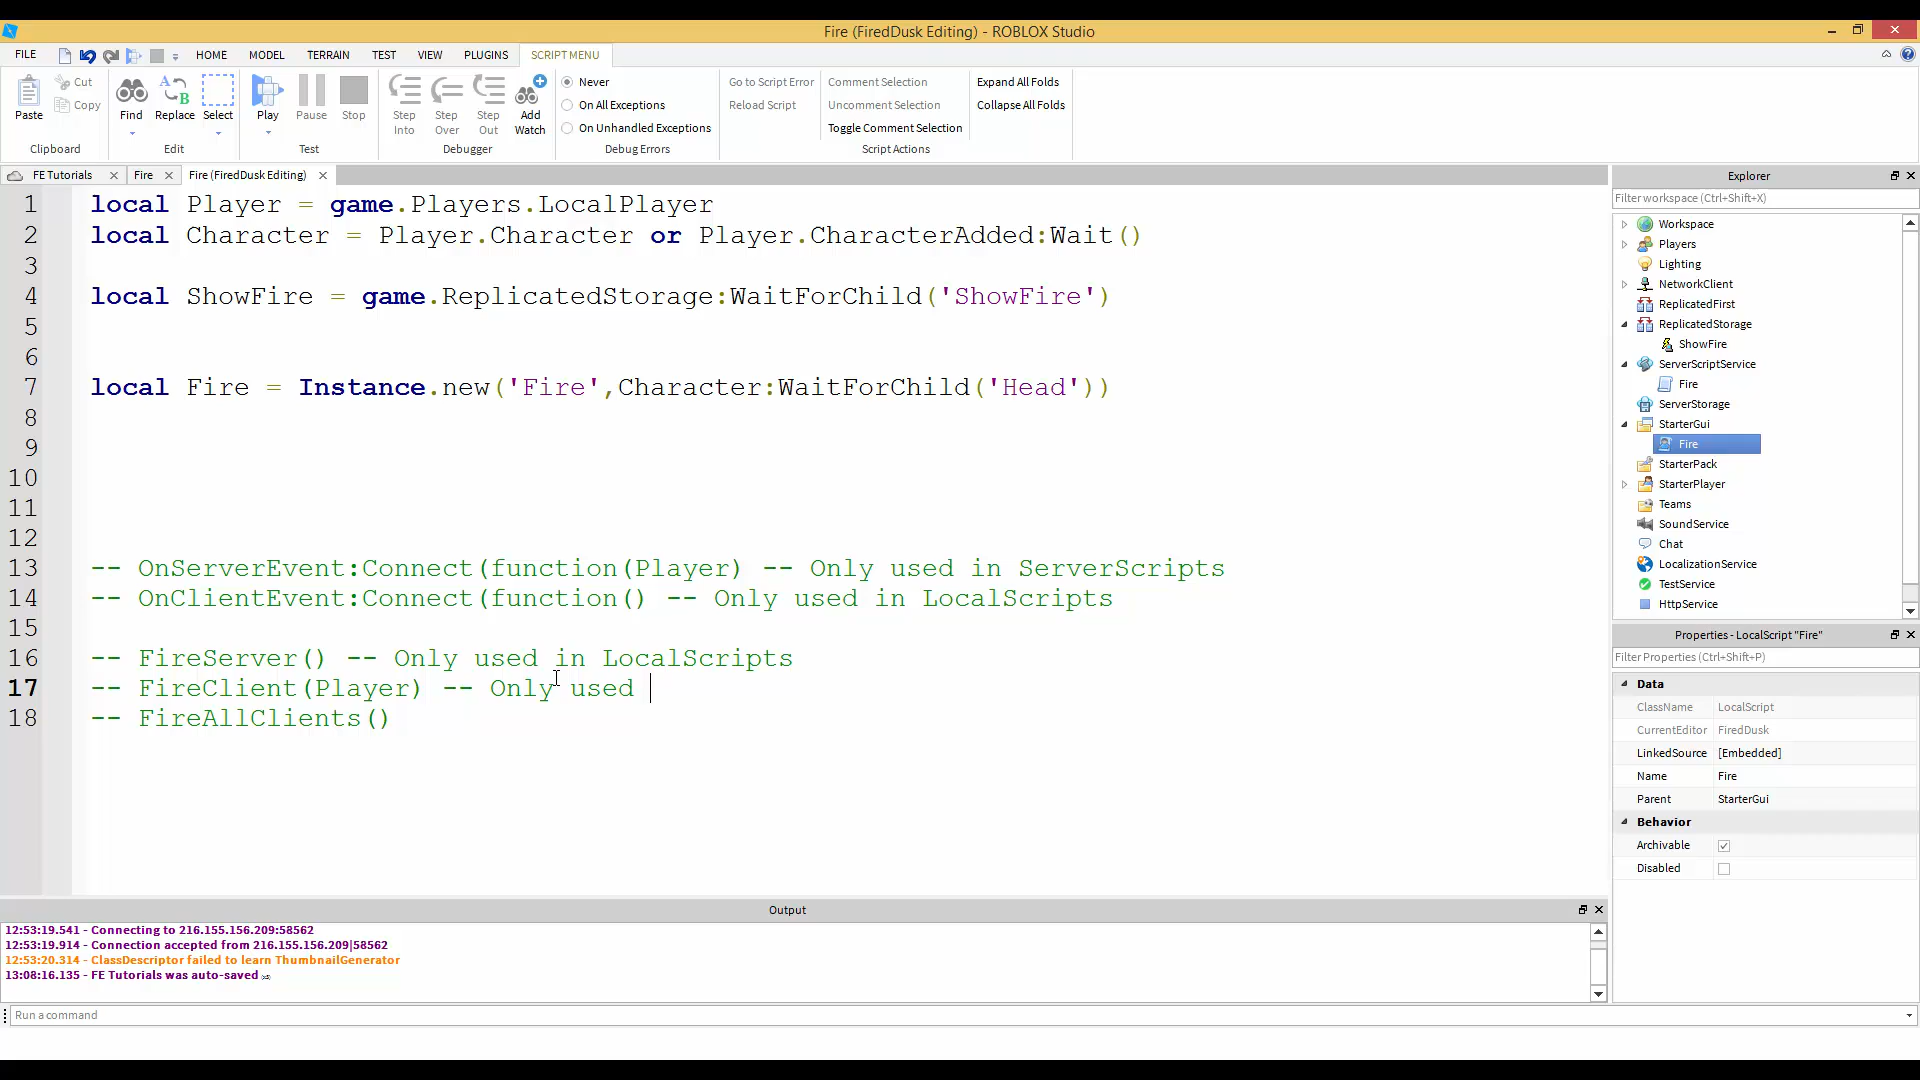 Fire (FiredDusk Editing) - ROBLOX Studio
FILE HOME MODEL TERRAIN TEST VIEW PLUGINS SCRIPT MENU
Paste Cut Copy Clipboard
Find Replace Select Edit
Play Pause Stop Test
Step Into Step Over Step Out Add Watch Debugger
Never
On All Exceptions
On Unhandled Exceptions
Debug Errors
Go to Script Error
Reload Script
Comment Selection
Uncomment Selection
Toggle Comment Selection
Script Actions
Expand All Folds
Collapse All Folds
FE Tutorials Fire Fire (FiredDusk Editing)
1 local Player = game.Players.LocalPlayer
2 local Character = Player.Character or Player.CharacterAdded:Wait()
3
4 local ShowFire = game.ReplicatedStorage:WaitForChild('ShowFire')
5
6
7 local Fire = Instance.new('Fire',Character:WaitForChild('Head'))
8
9
10
11
12
13 -- OnServerEvent:Connect(function(Player) -- Only used in ServerScripts
14 -- OnClientEvent:Connect(function() -- Only used in LocalScripts
15
16 -- FireServer() -- Only used in LocalScripts
17 -- FireClient(Player) -- Only used
18 -- FireAllClients()
Explorer
Filter workspace (Ctrl+Shift+X)
Workspace
Players
Lighting
NetworkClient
ReplicatedFirst
ReplicatedStorage
ShowFire
ServerScriptService
Fire
ServerStorage
StarterGui
Fire
StarterPack
StarterPlayer
Teams
SoundService
Chat
LocalizationService
TestService
HttpService
Properties - LocalScript "Fire"
Filter Properties (Ctrl+Shift+P)
Data
ClassName LocalScript
CurrentEditor FiredDusk
LinkedSource [Embedded]
Name Fire
Parent StarterGui
Behavior
Archivable
Disabled
Output
12:53:19.541 - Connecting to 216.155.156.209:58562
12:53:19.914 - Connection accepted from 216.155.156.209|58562
12:53:20.314 - ClassDescriptor failed to learn ThumbnailGenerator
13:08:16.135 - FE Tutorials was auto-saved
Run a command